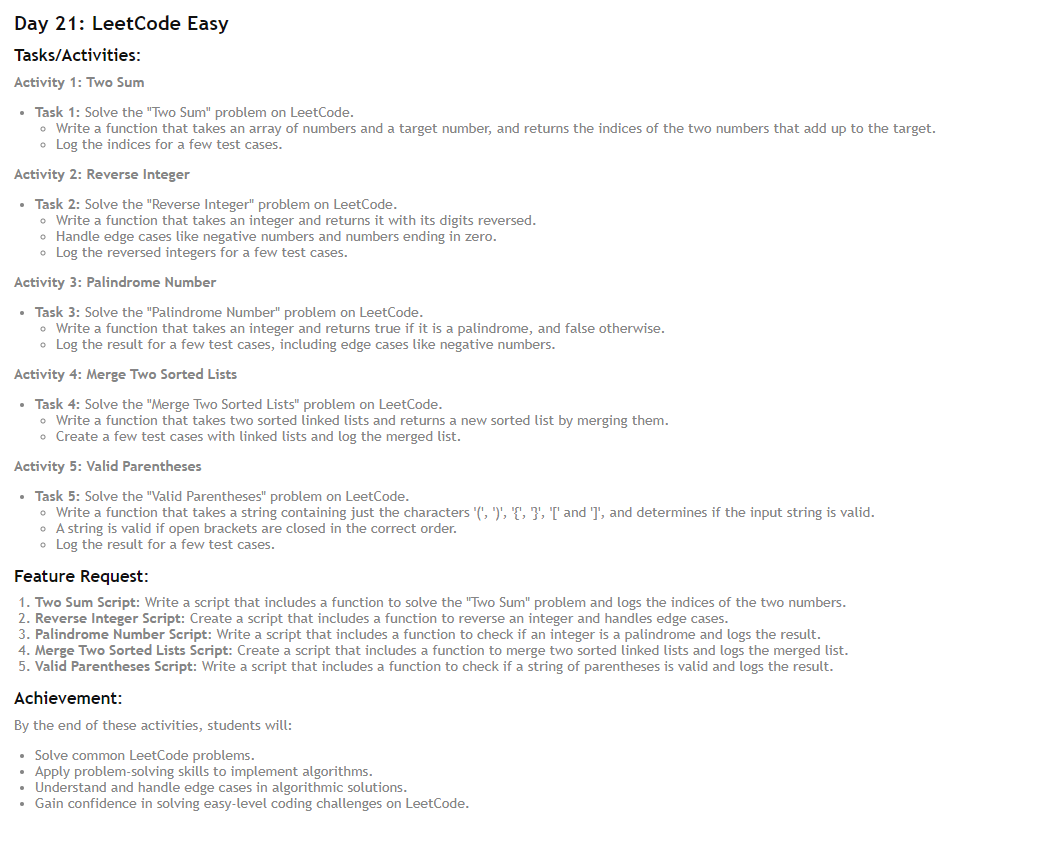 Day 21: LeetCode Easy
Tasks/Activities:
Activity 1: Two Sum
• Task 1: Solve the "Two Sum" problem on LeetCode.
◦ Write a function that takes an array of numbers and a target number, and returns the indices of the two numbers that add up to the target.
◦ Log the indices for a few test cases.
Activity 2: Reverse Integer
• Task 2: Solve the "Reverse Integer" problem on LeetCode.
◦ Write a function that takes an integer and returns it with its digits reversed.
◦ Handle edge cases like negative numbers and numbers ending in zero.
◦ Log the reversed integers for a few test cases.
Activity 3: Palindrome Number
• Task 3: Solve the "Palindrome Number" problem on LeetCode.
◦ Write a function that takes an integer and returns true if it is a palindrome, and false otherwise.
◦ Log the result for a few test cases, including edge cases like negative numbers.
Activity 4: Merge Two Sorted Lists
• Task 4: Solve the "Merge Two Sorted Lists" problem on LeetCode.
◦ Write a function that takes two sorted linked lists and returns a new sorted list by merging them.
◦ Create a few test cases with linked lists and log the merged list.
Activity 5: Valid Parentheses
• Task 5: Solve the "Valid Parentheses" problem on LeetCode.
◦ Write a function that takes a string containing just the characters '(', ')', '{', '}', '[' and ']', and determines if the input string is valid.
◦ A string is valid if open brackets are closed in the correct order.
◦ Log the result for a few test cases.
Feature Request:
1. Two Sum Script: Write a script that includes a function to solve the "Two Sum" problem and logs the indices of the two numbers.
2. Reverse Integer Script: Create a script that includes a function to reverse an integer and handles edge cases.
3. Palindrome Number Script: Write a script that includes a function to check if an integer is a palindrome and logs the result.
4. Merge Two Sorted Lists Script: Create a script that includes a function to merge two sorted linked lists and logs the merged list.
5. Valid Parentheses Script: Write a script that includes a function to check if a string of parentheses is valid and logs the result.
Achievement:
By the end of these activities, students will:
• Solve common LeetCode problems.
• Apply problem-solving skills to implement algorithms.
• Understand and handle edge cases in algorithmic solutions.
• Gain confidence in solving easy-level coding challenges on LeetCode.